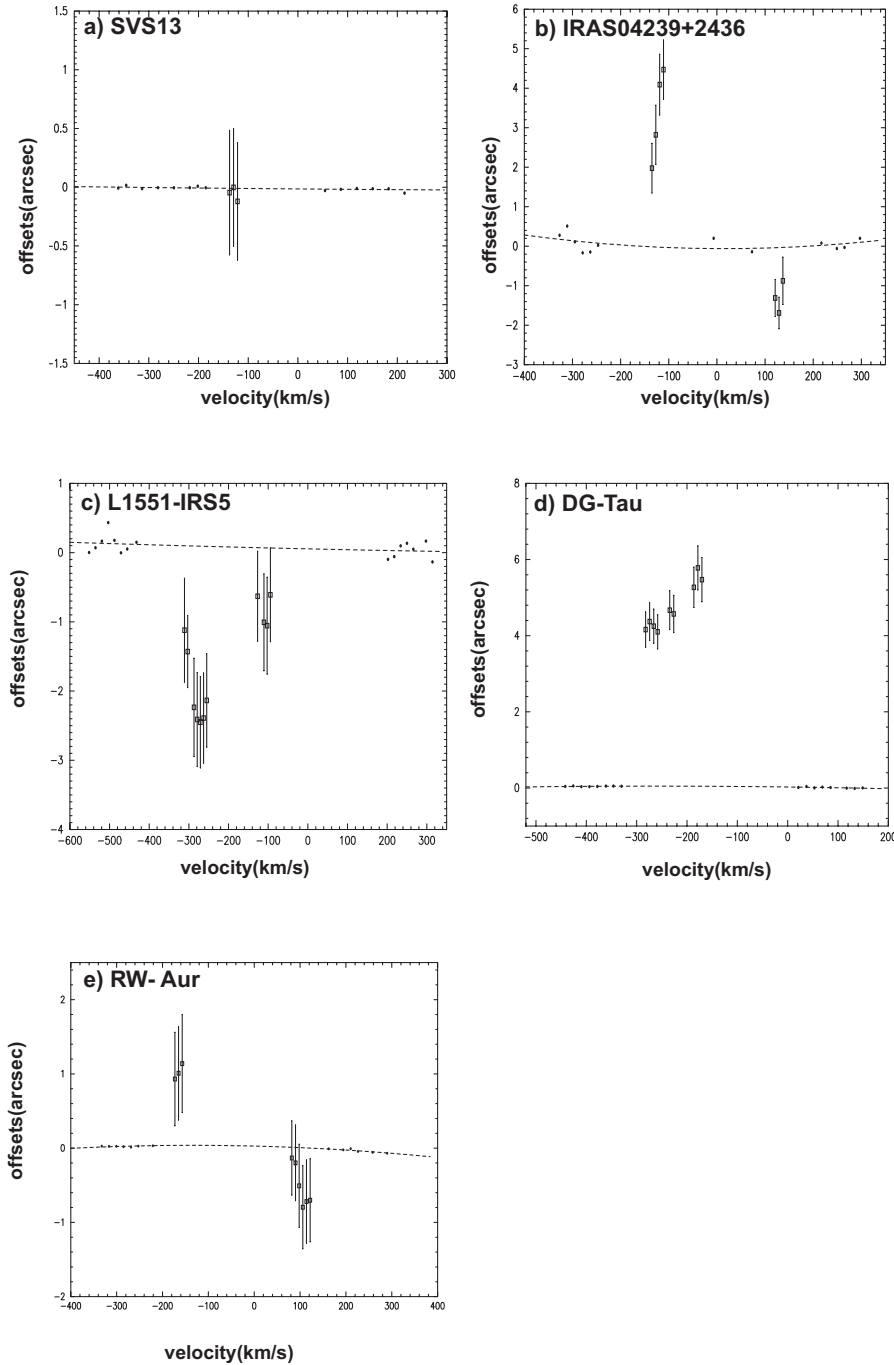 a) SVS13
offsets(arcsec)
1.5
1
0.5
0
−0.5
−1
−1.5
−400 −300 −200 −100 0 100 200 300
velocity(km/s)
b) IRAS04239+2436
offsets(arcsec)
6
5
4
3
2
1
0
−1
−2
−3
−400 −300 −200 −100 0 100 200 300
velocity(km/s)
c) L1551-IRS5
offsets(arcsec)
1
0
−1
−2
−3
−4
−600 −500 −400 −300 −200 −100 0 100 200 300
velocity(km/s)
d) DG-Tau
offsets(arcsec)
8
6
4
2
0
−500 −400 −300 −200 −100 0 100 200
velocity(km/s)
e) RW- Aur
offsets(arcsec)
2
1
0
−1
−2
−400 −300 −200 −100 0 100 200 300 400
velocity(km/s)